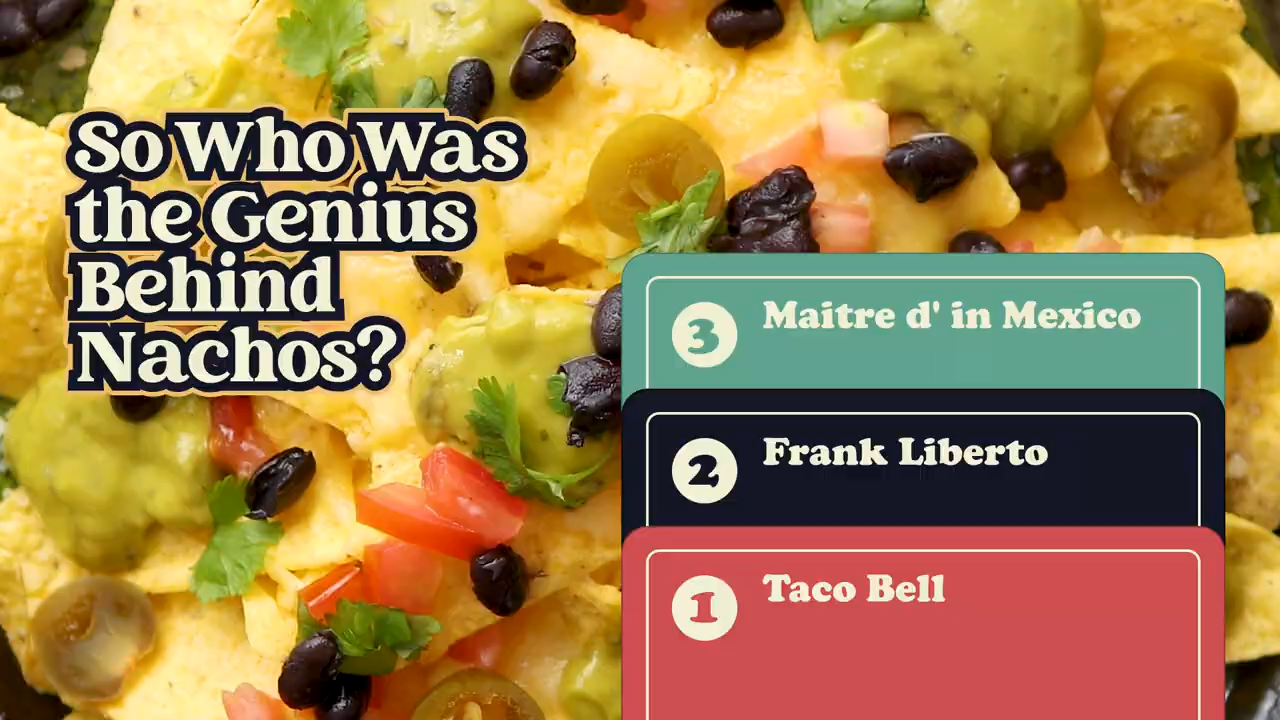 So Who Was
the Genius
Behind
Nachos?
3 Maitre d' in Mexico
2 Frank Liberto
1 Taco Bell